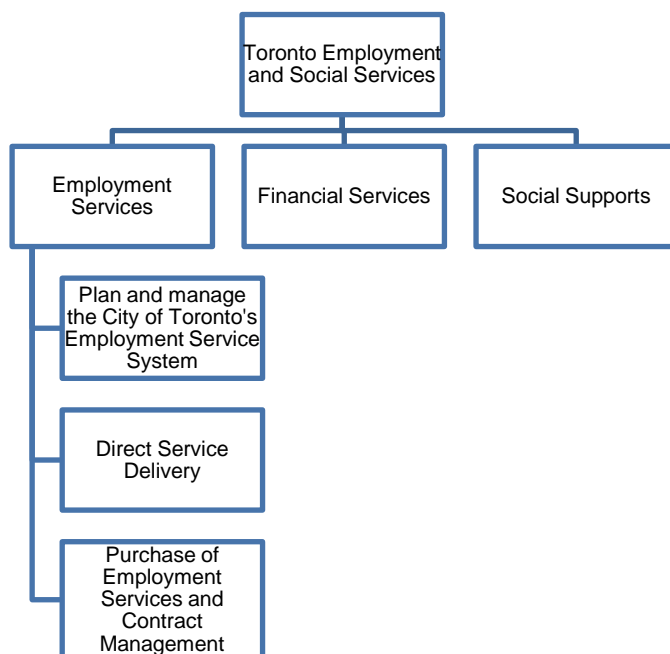 Toronto Employment
and Social Services
Employment
Services
Financial Services
Social Supports
Plan and manage
the City of Toronto's
Employment Service
System
Direct Service
Delivery
Purchase of
Employment
Services and
Contract
Management